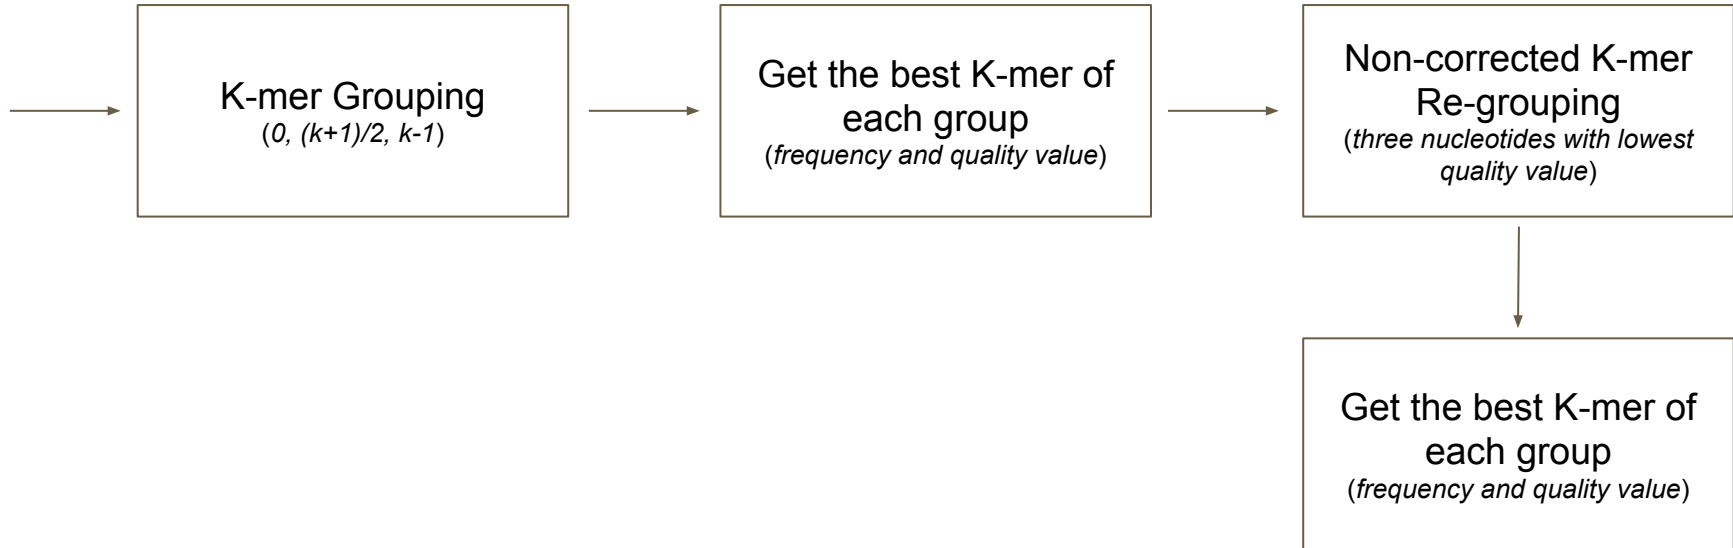 K-mer Grouping
(0, (k+1)/2, k-1)
Get the best K-mer of
each group
(frequency and quality value)
Non-corrected K-mer
Re-grouping
(three nucleotides with lowest
quality value)
Get the best K-mer of
each group
(frequency and quality value)